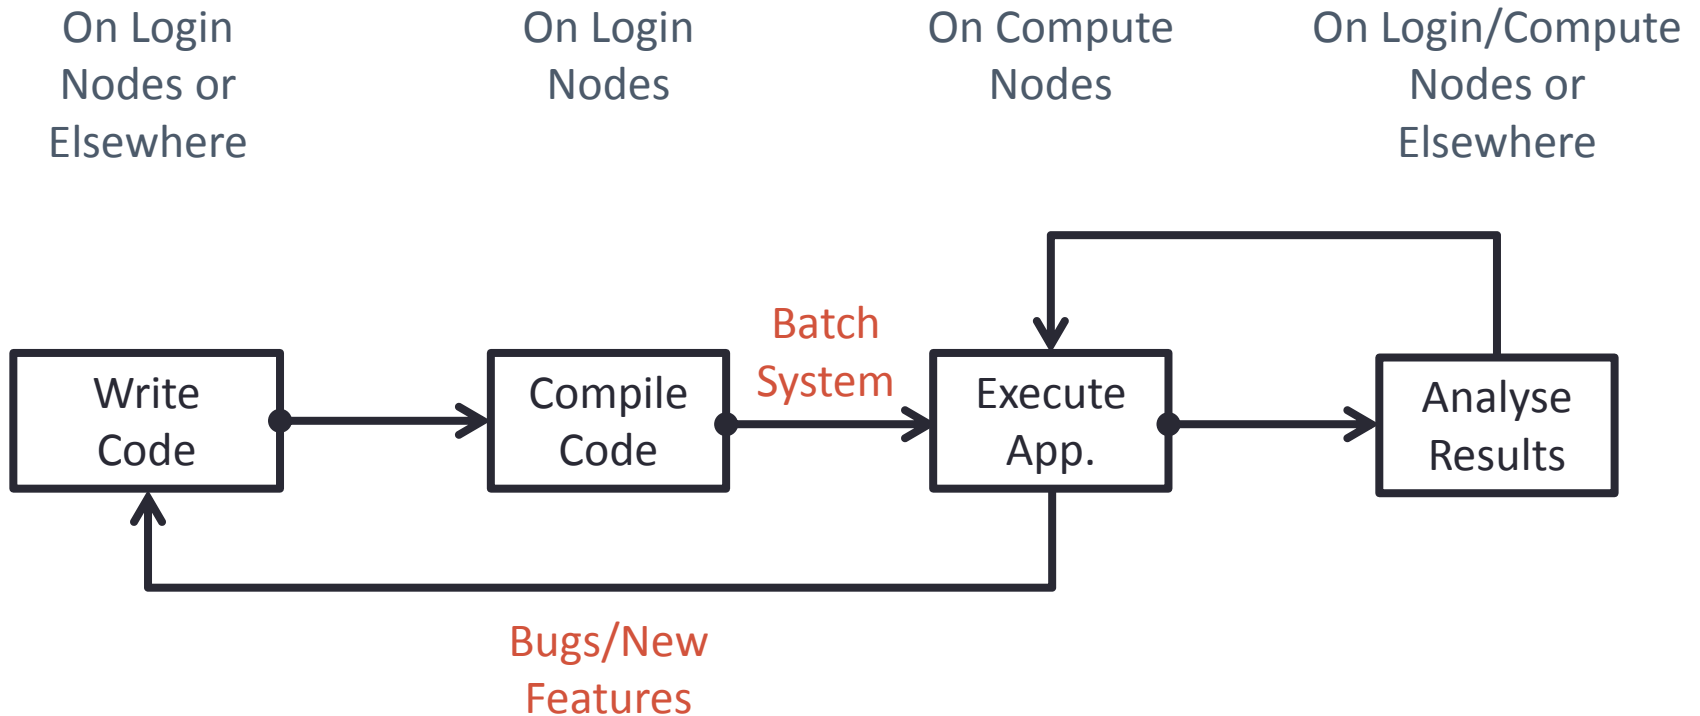 On Login
Nodes or
Elsewhere
On Login
Nodes
On Compute
Nodes
On Login/Compute
Nodes or
Elsewhere
Write
Code
Compile
Code
Batch
System
Execute
App.
Analyse
Results
Bugs/New
Features